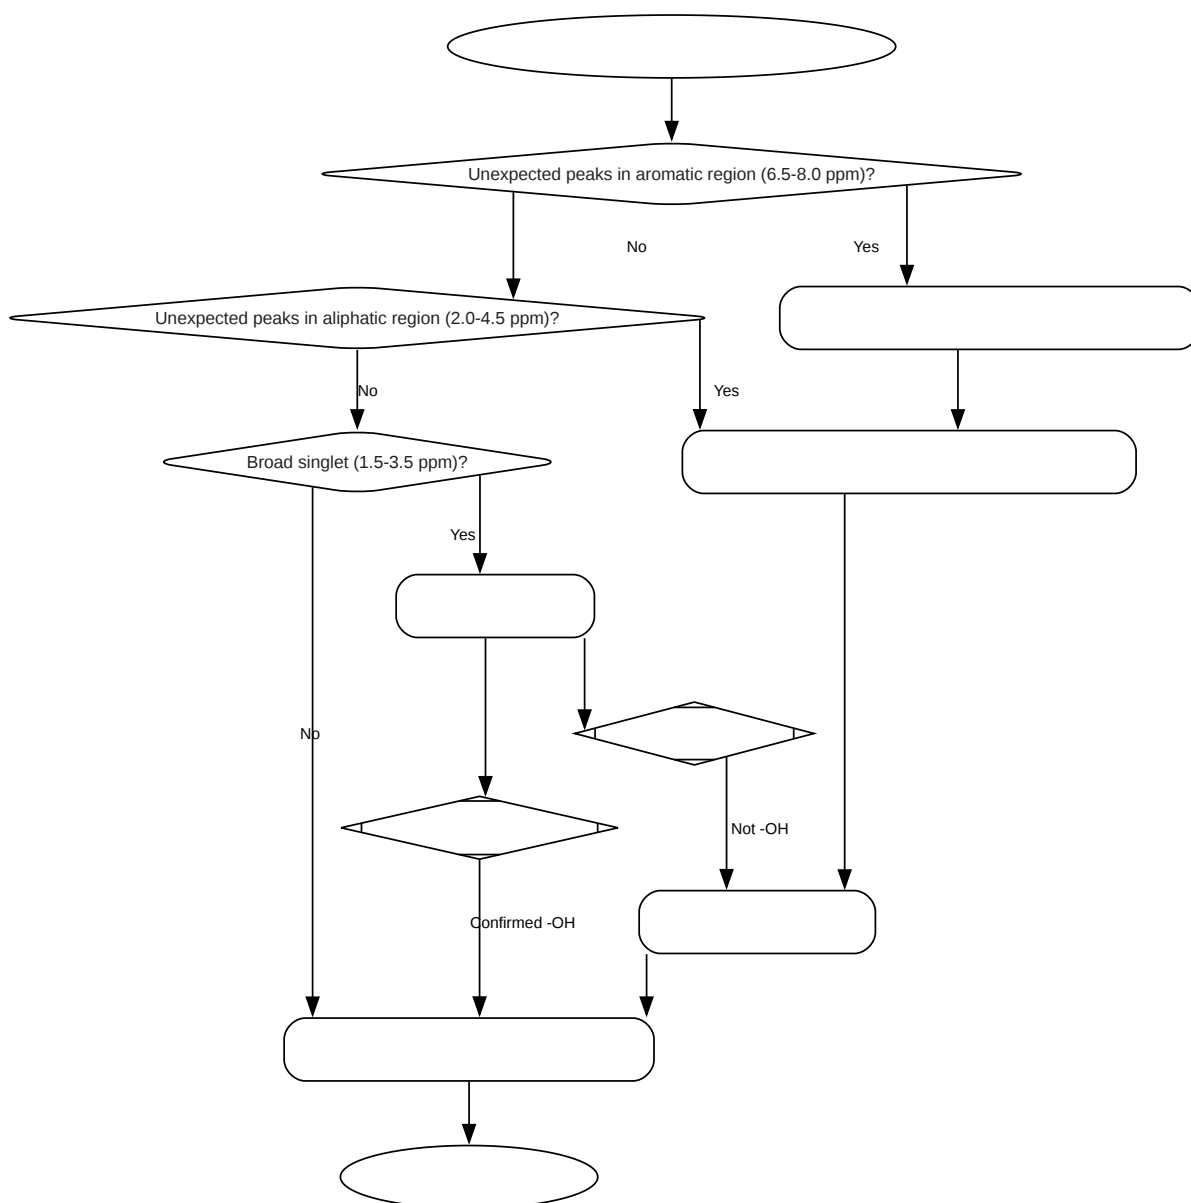 Unexpected peaks in aromatic region (6.5-8.0 ppm)?
No
Yes
Unexpected peaks in aliphatic region (2.0-4.5 ppm)?
No
Yes
Broad singlet (1.5-3.5 ppm)?
Yes
No
Not -OH
Confirmed -OH